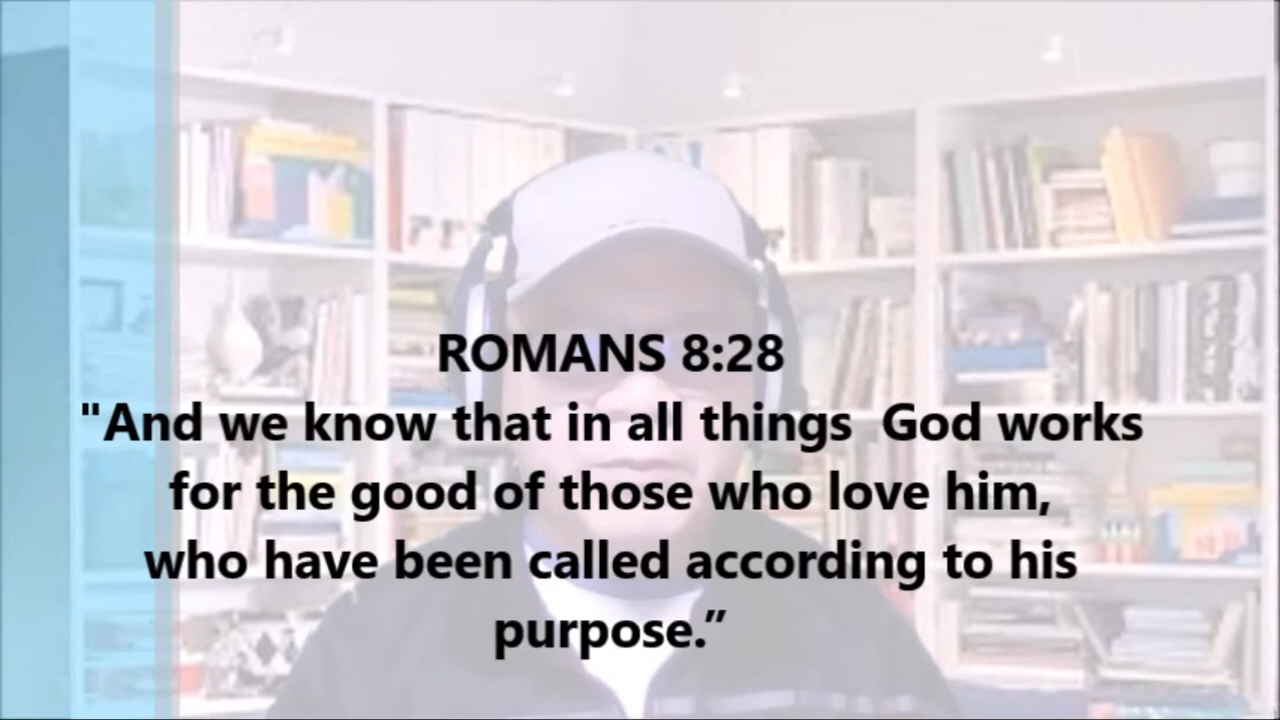 ROMANS 8:28
"And we know that in all things  God works
for the good of those who love him,
who have been called according to his
purpose.”